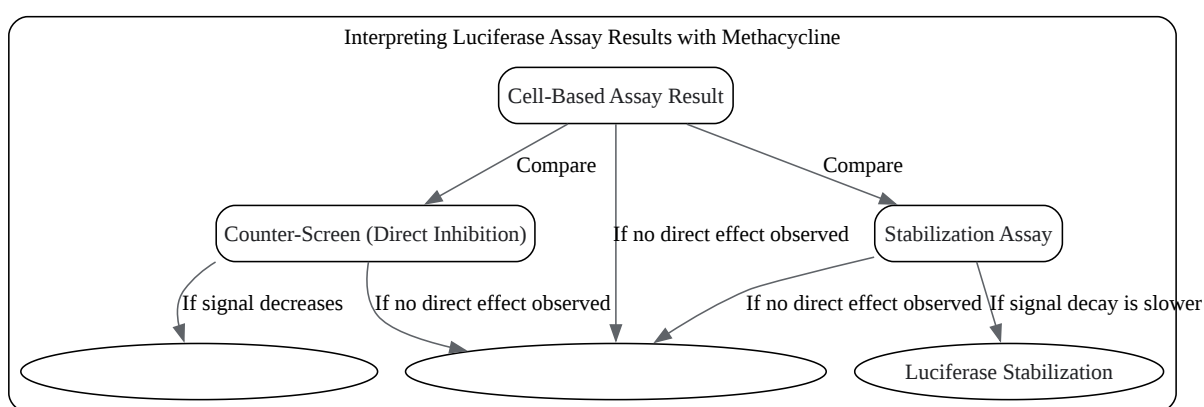 Interpreting Luciferase Assay Results with Methacycline
Cell-Based Assay Result
Compare
Compare
Counter-Screen (Direct Inhibition)
If no direct effect observed
Stabilization Assay
If signal decreases
If no direct effect observed
If no direct effect observed
If signal decay is slower
Luciferase Stabilization